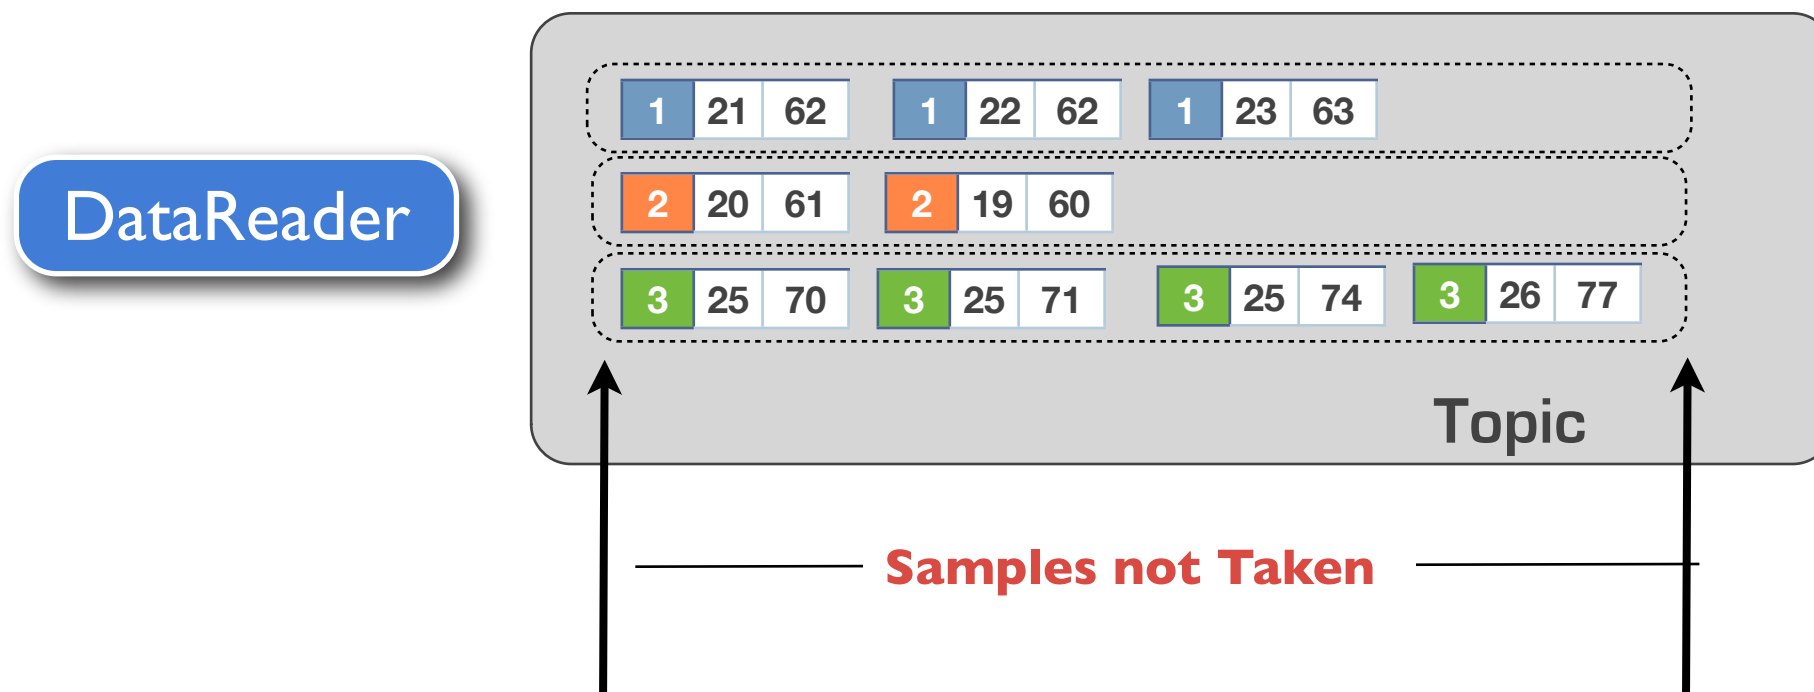 1 21 62 1 22 62 1 23 63
DataReader
2 20 61 2 19 60
3 25 70 3 25 71 3 25 74 3 26 77
Topic
Samples not Taken